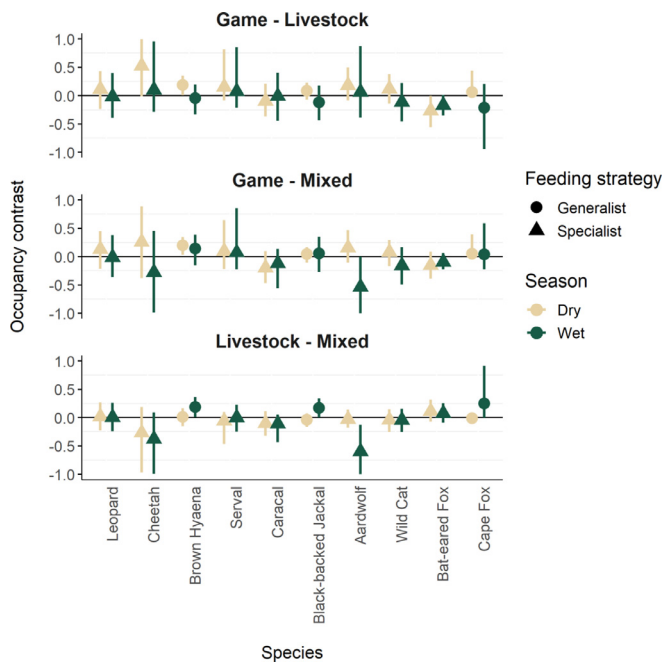 Game - Livestock
1.0
0.5
0.0
-0.5
-1.0
Game - Mixed
1.0
0.5
0.0
-0.5
-1.0
Livestock - Mixed
1.0
0.5
0.0
-0.5
-1.0
Occupancy contrast
Leopard
Cheetah
Brown Hyaena
Serval
Caracal
Black-backed Jackal
Aardwolf
Wild Cat
Bat-eared Fox
Cape Fox
Species
Feeding strategy
Generalist
Specialist
Season
Dry
Wet